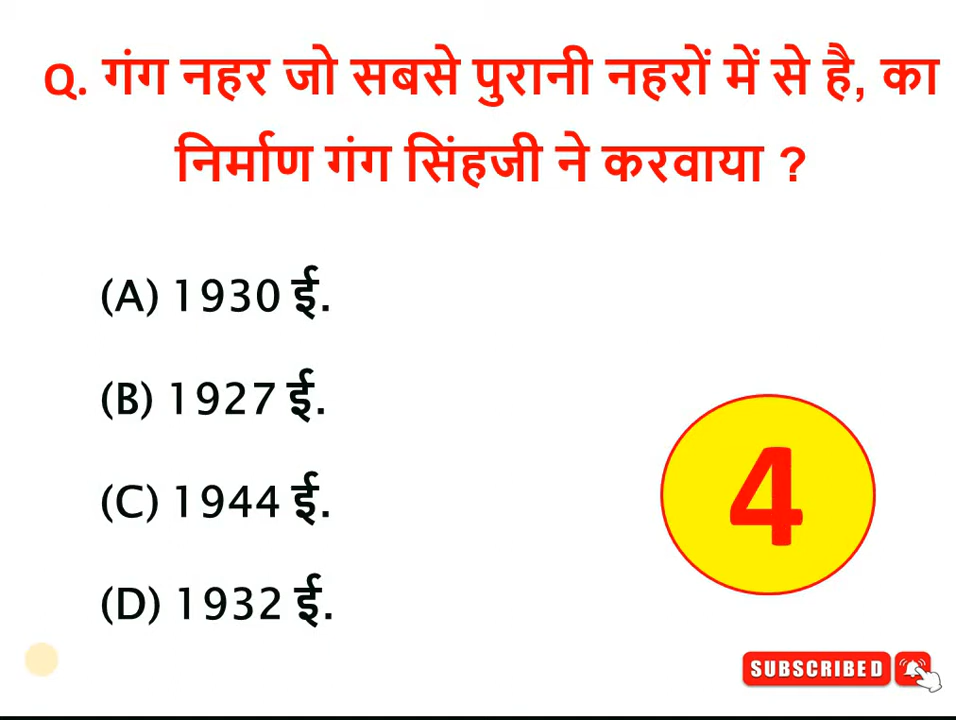 Q. गंग नहर जो सबसे पुरानी नहरों में से है, का
निर्माण गंग सिंहजी ने करवाया ?
(A) 1930 ई.
(B) 1927 ई.
(C) 1944 ई.
(D) 1932 ई.
4
SUBSCRIBED